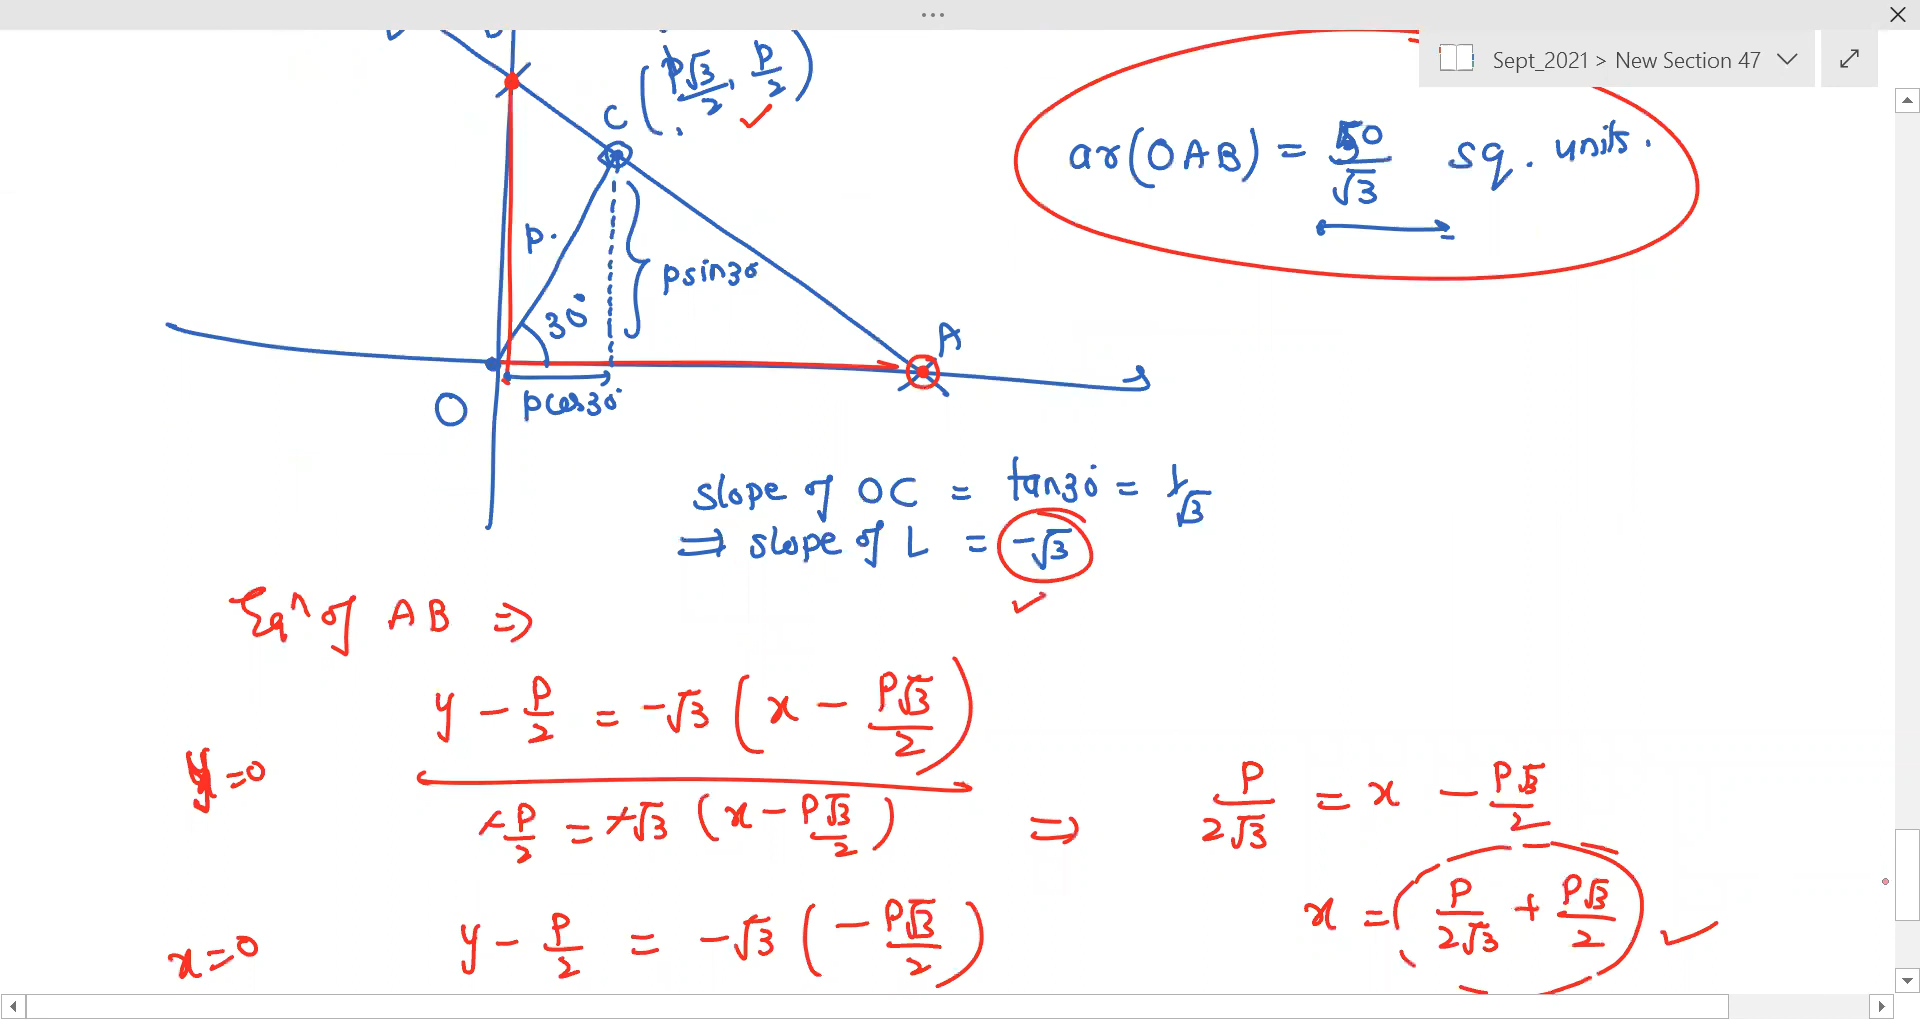 Sept_2021 > New Section 47
(p√3/2, p/2)
C
ar(OAB) = 50/√3 sq. units.
p.
psin30°
30°
A
O
pcos30°
slope of OC = tan30° = 1/√3
⇒ slope of L = -√3
Eqⁿ of AB ⇒
y - p/2 = -√3 (x - p√3/2)
y=0
-p/2 = -√3 (x - p√3/2) ⇒ p/2√3 = x - p√3/2
x = (p/2√3 + p√3/2)
x=0 y - p/2 = -√3 (-p√3/2)